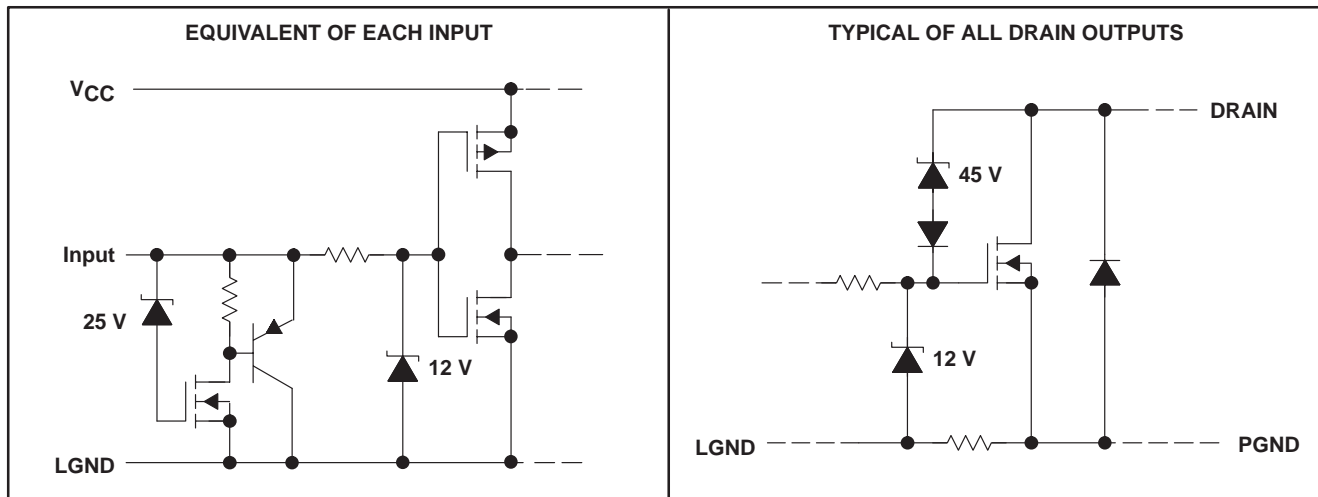 EQUIVALENT OF EACH INPUT
VCC
Input
25 V
12 V
LGND
TYPICAL OF ALL DRAIN OUTPUTS
DRAIN
45 V
12 V
LGND
PGND